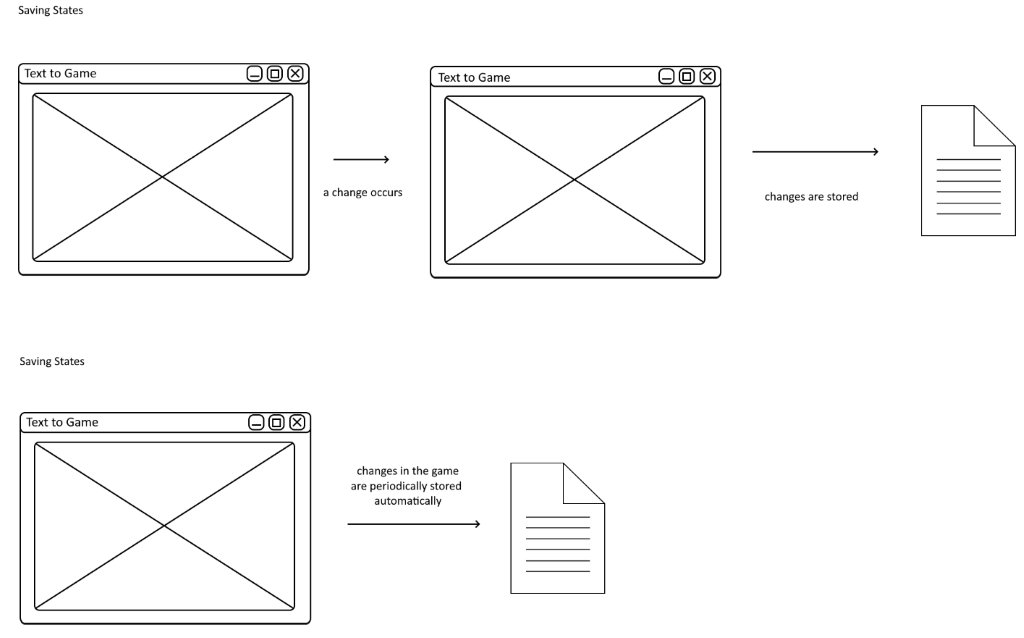 Saving States
Text to Game
Text to Game
a change occurs
changes are stored
Saving States
Text to Game
changes in the game
are periodically stored
automatically